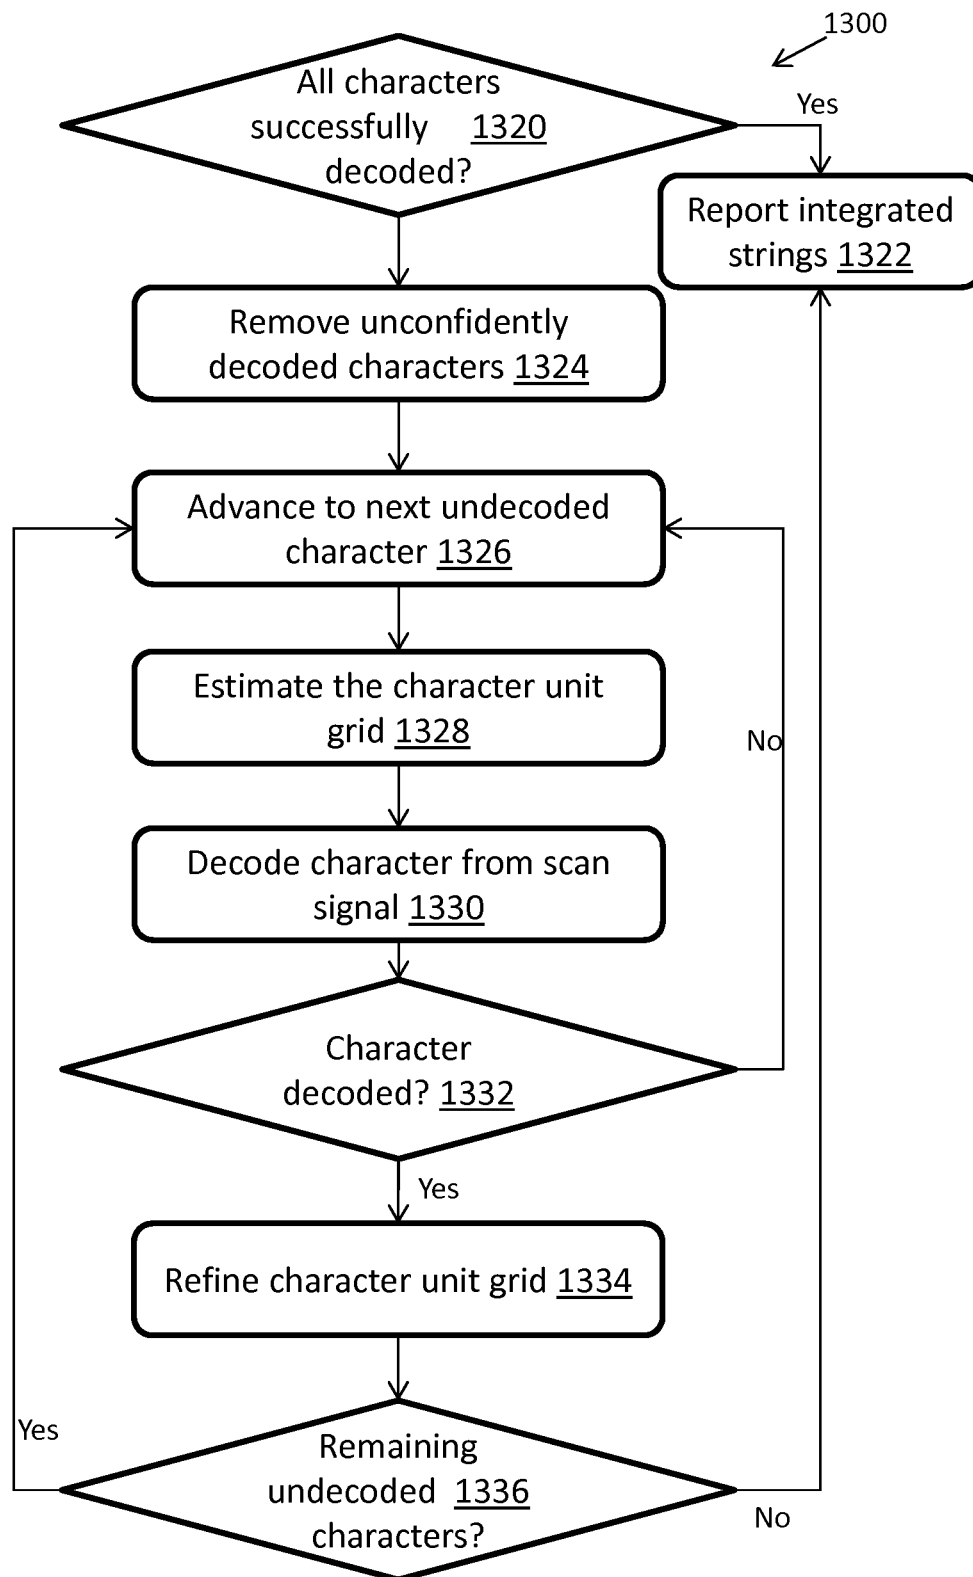 1300
All characters
successfully 1320
decoded?
Yes
Report integrated
strings 1322
Remove unconfidently
decoded characters 1324
Advance to next undecoded
character 1326
Estimate the character unit
grid 1328
No
Decode character from scan
signal 1330
Character
decoded? 1332
Yes
Refine character unit grid 1334
Yes
Remaining
undecoded 1336
characters?
No